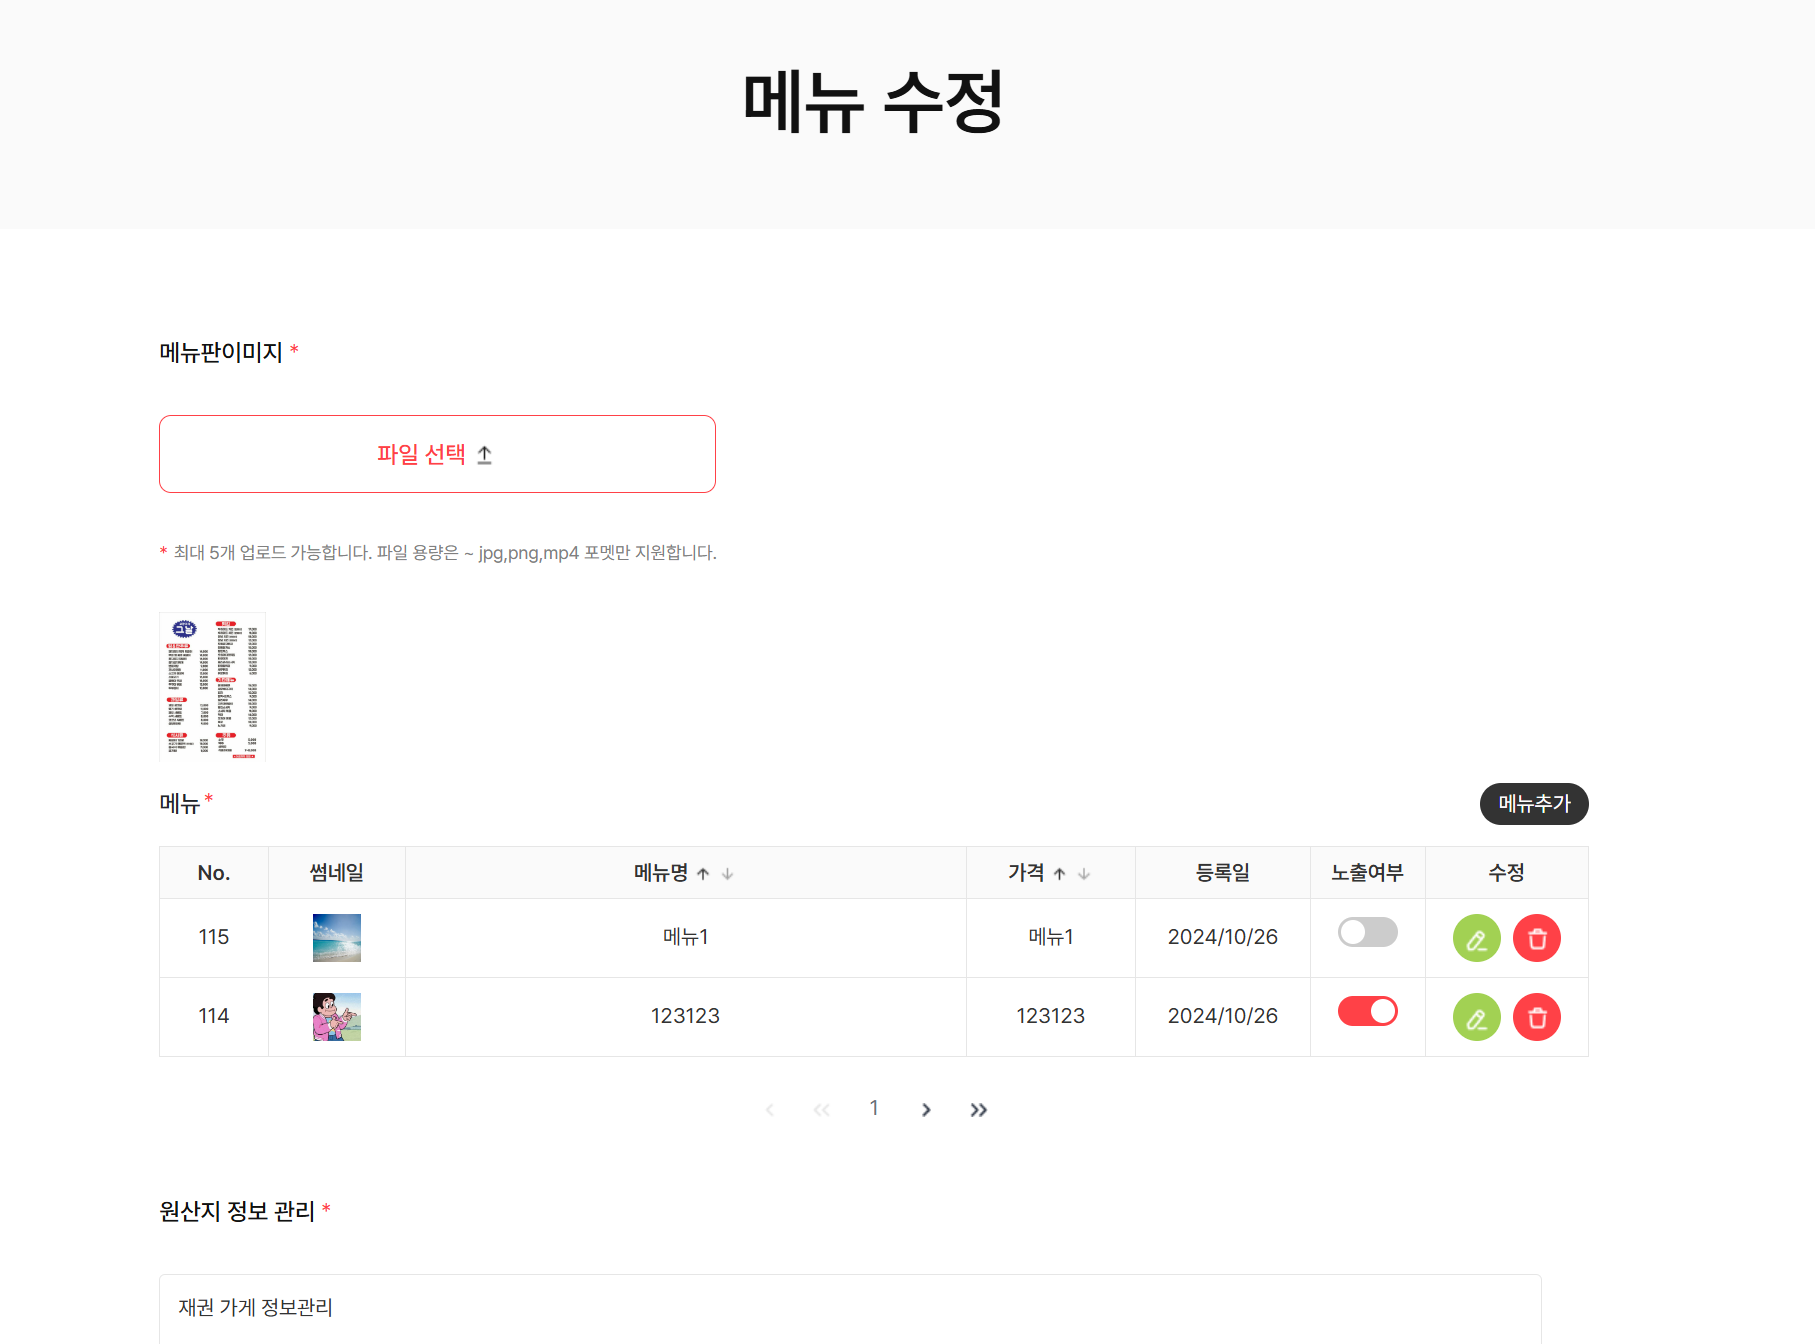 메뉴 수정
메뉴판이미지 *
파일 선택
* 최대 5개 업로드 가능합니다. 파일 용량은 ~ jpg,png,mp4 포멧만 지원합니다.
메뉴 *
메뉴추가
No. 썸네일 메뉴명 가격 등록일 노출여부 수정
115 메뉴1 메뉴1 2024/10/26
114 123123 123123 2024/10/26
1
원산지 정보 관리 *
재권 가게 정보관리